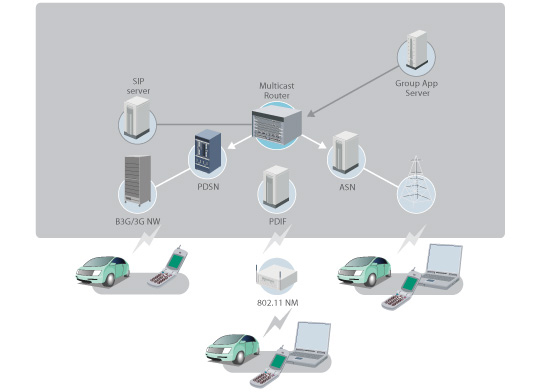 SIP
server
Multicast
Router
Group App
Server
PDSN
ASN
B3G/3G NW
PDIF
802.11 NM